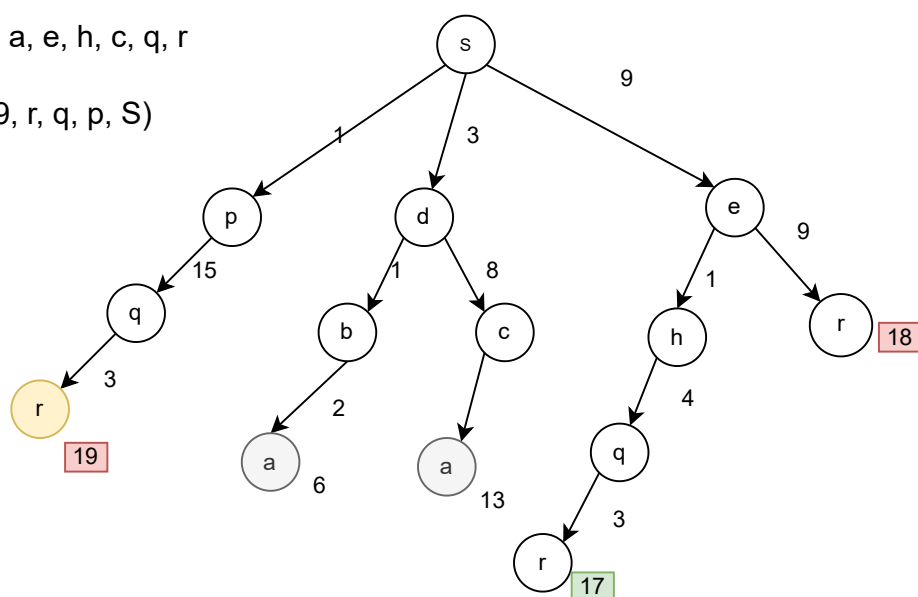 a, e, h, c, q, r
9, r, q, p, S)
s
9
1
3
p
d
e
15
1
8
1
9
q
b
c
h
r
18
3
2
4
r
19
a
6
a
13
q
3
r
17